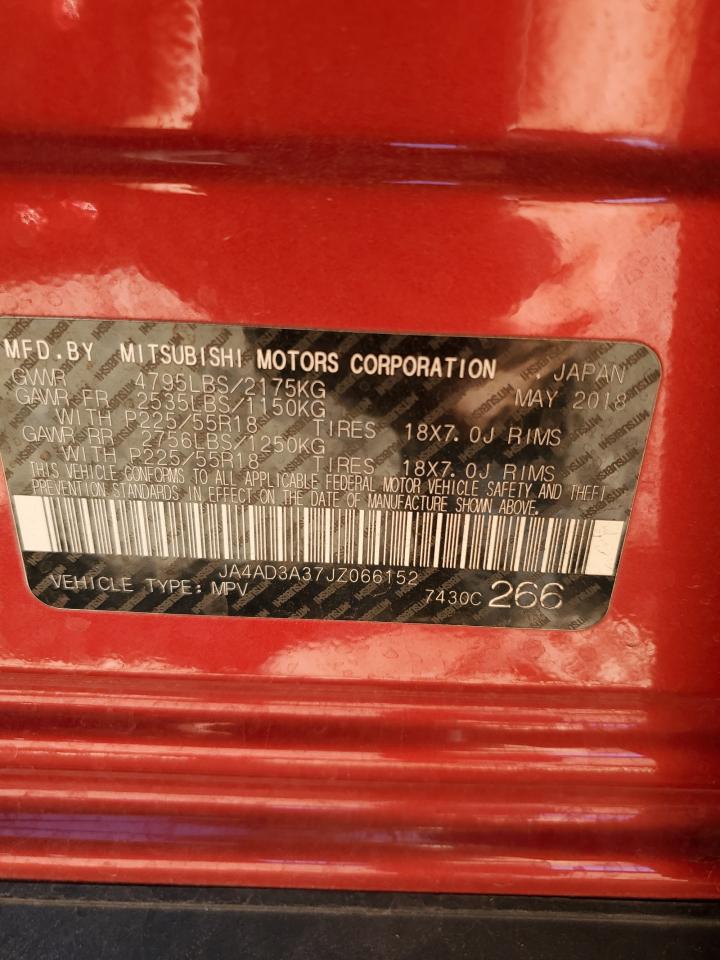 MFD.BY MITSUBISHI MOTORS CORPORATION . JAPAN
GVWR 4795LBS/2175KG MAY 2018
GAWR FR 2535LBS/1150KG
WITH P225/55R18 TIRES 18X7.0J RIMS
GAWR RR 2756LBS/1250KG
WITH P225/55R18 TIRES 18X7.0J RIMS
THIS VEHICLE CONFORMS TO ALL APPLICABLE FEDERAL MOTOR VEHICLE SAFETY AND THEFT
PREVENTION STANDARDS IN EFFECT ON THE DATE OF MANUFACTURE SHOWN ABOVE.
JA4AD3A37JZ066152
VEHICLE TYPE: MPV 7430C 266